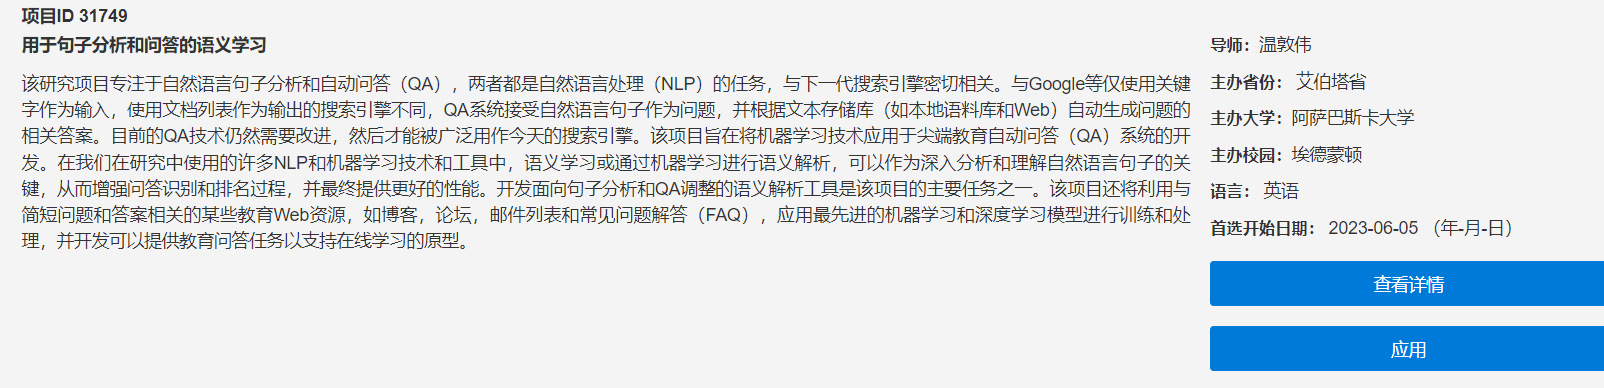 项目ID 31749
用于句子分析和问答的语义学习
该研究项目专注于自然语言句子分析和自动问答（QA），两者都是自然语言处理（NLP）的任务，与下一代搜索引擎密切相关。与Google等仅使用关键
字作为输入，使用文档列表作为输出的搜索引擎不同，QA系统接受自然语言句子作为问题，并根据文本存储库（如本地语料库和Web）自动生成问题的
相关答案。目前的QA技术仍然需要改进，然后才能被广泛用作今天的搜索引擎。该项目旨在将机器学习技术应用于尖端教育自动问答（QA）系统的开
发。在我们在研究中使用的许多NLP和机器学习技术和工具中，语义学习或通过机器学习进行语义解析，可以作为深入分析和理解自然语言句子的关
键，从而增强问答识别和排名过程，并最终提供更好的性能。开发面向句子分析和QA调整的语义解析工具是该项目的主要任务之一。该项目还将利用与
简短问题和答案相关的某些教育Web资源，如博客，论坛，邮件列表和常见问题解答（FAQ），应用最先进的机器学习和深度学习模型进行训练和处
理，并开发可以提供教育问答任务以支持在线学习的原型。
导师：温敦伟
主办省份： 艾伯塔省
主办大学：阿萨巴斯卡大学
主办校园：埃德蒙顿
语言： 英语
首选开始日期： 2023-06-05 （年-月-日）
查看详情
应用